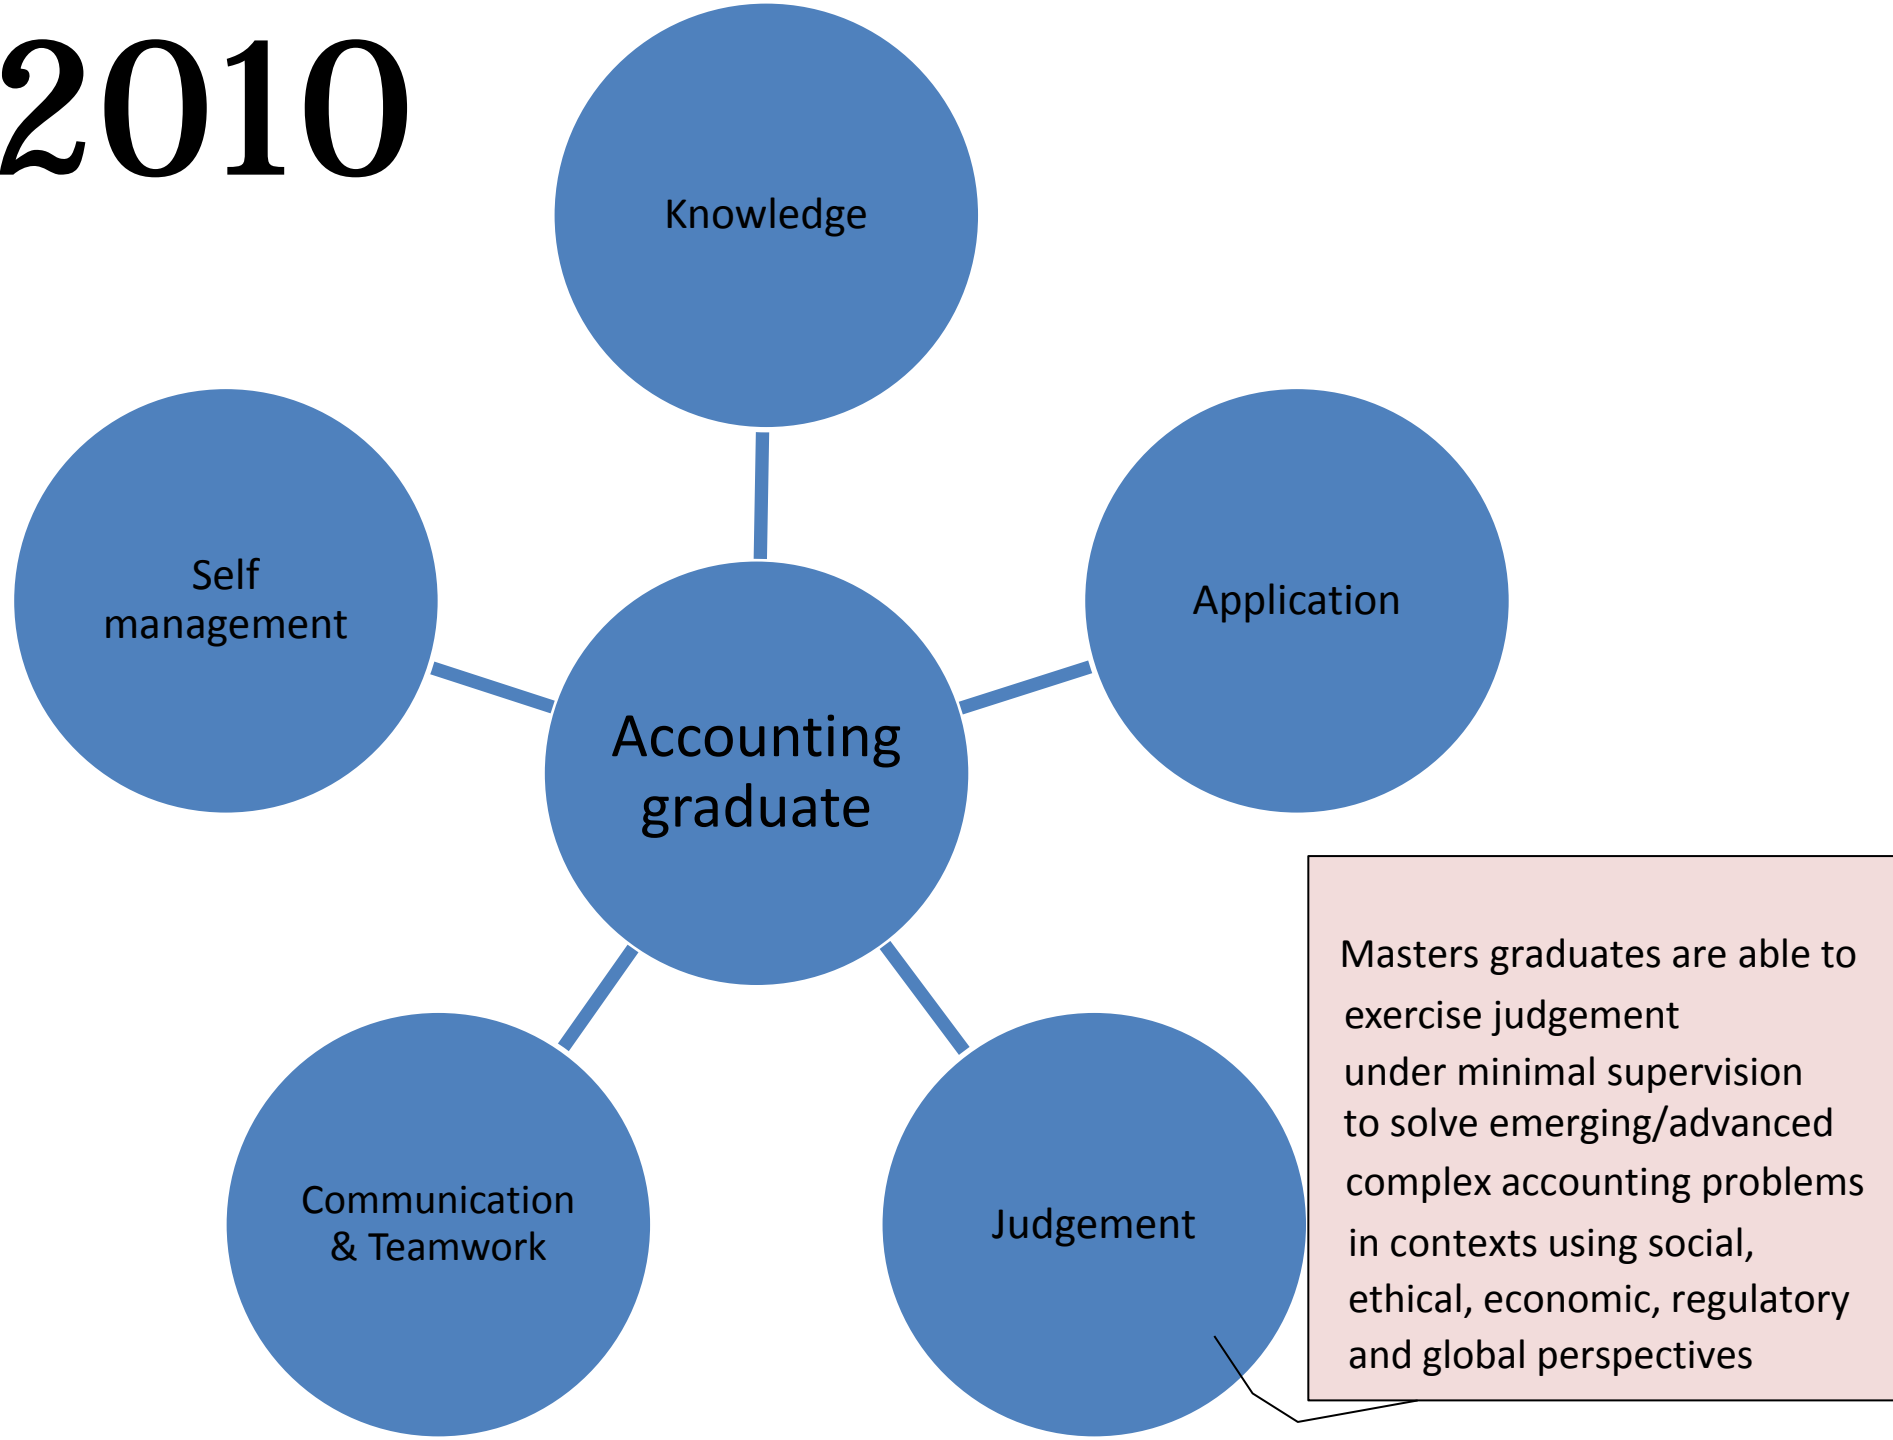 2010
Knowledge
Self
management
Application
Accounting
graduate
Communication
& Teamwork
Judgement
Masters graduates are able to
exercise judgement
under minimal supervision
to solve emerging/advanced
complex accounting problems
in contexts using social,
ethical, economic, regulatory
and global perspectives